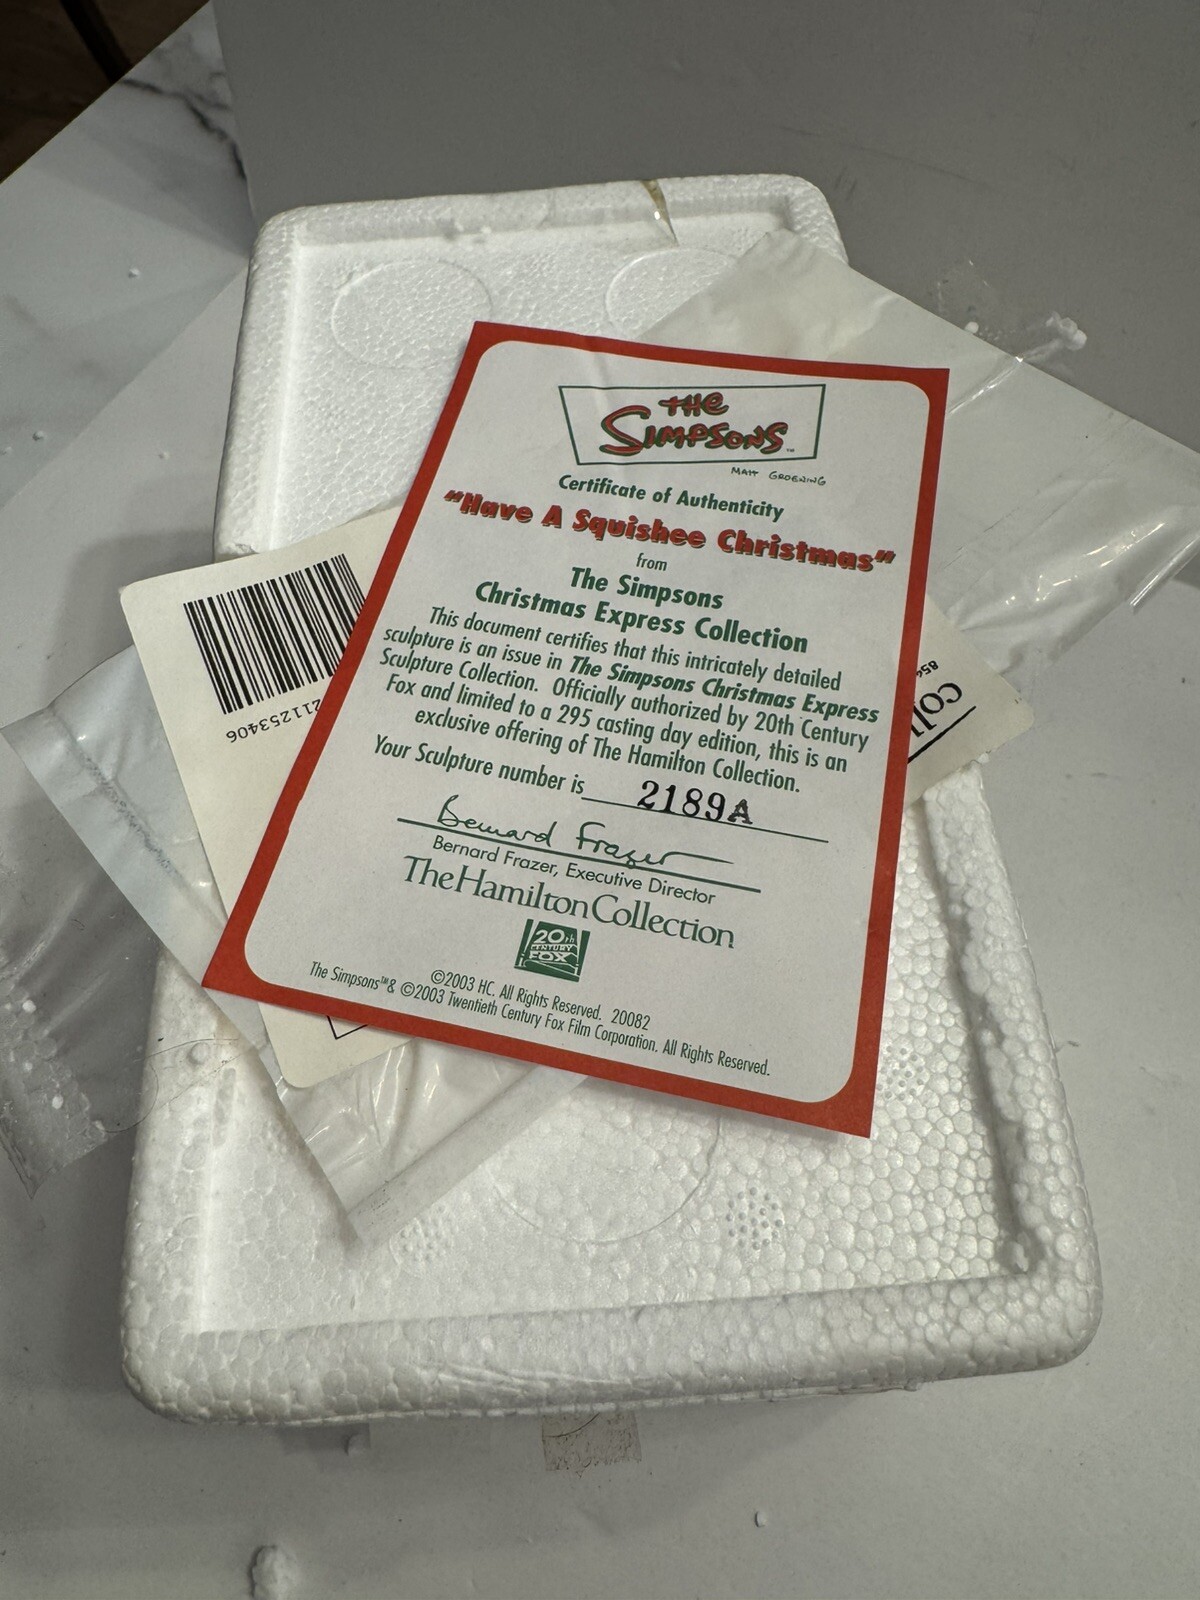 THE
SIMPSONS™
MATT GROENING
Certificate of Authenticity
"Have A Squishee Christmas"
from
The Simpsons
Christmas Express Collection
This document certifies that this intricately detailed
sculpture is an issue in The Simpsons Christmas Express
Sculpture Collection. Officially authorized by 20th Century
Fox and limited to a 295 casting day edition, this is an
exclusive offering of The Hamilton Collection.
Your Sculpture number is 2189A
Bernard Frazer
Bernard Frazer, Executive Director
The Hamilton Collection
20th
CENTURY
FOX
©2003 HC. All Rights Reserved. 20082
The Simpsons™& ©2003 Twentieth Century Fox Film Corporation. All Rights Reserved.
211253406